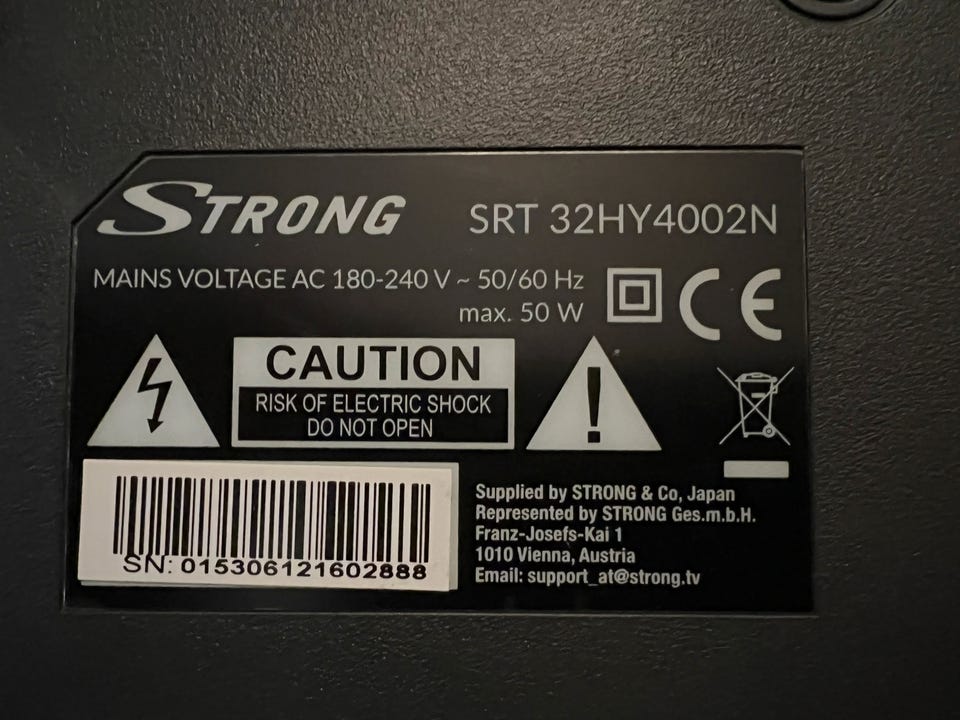 STRONG
SRT 32HY4002N
MAINS VOLTAGE AC 180-240 V ~ 50/60 Hz
max. 50 W
CE
CAUTION
RISK OF ELECTRIC SHOCK
DO NOT OPEN
!
SN: 015306121602888
Supplied by STRONG & Co, Japan
Represented by STRONG Ges.m.b.H.
Franz-Josefs-Kai 1
1010 Vienna, Austria
Email: support_at@strong.tv